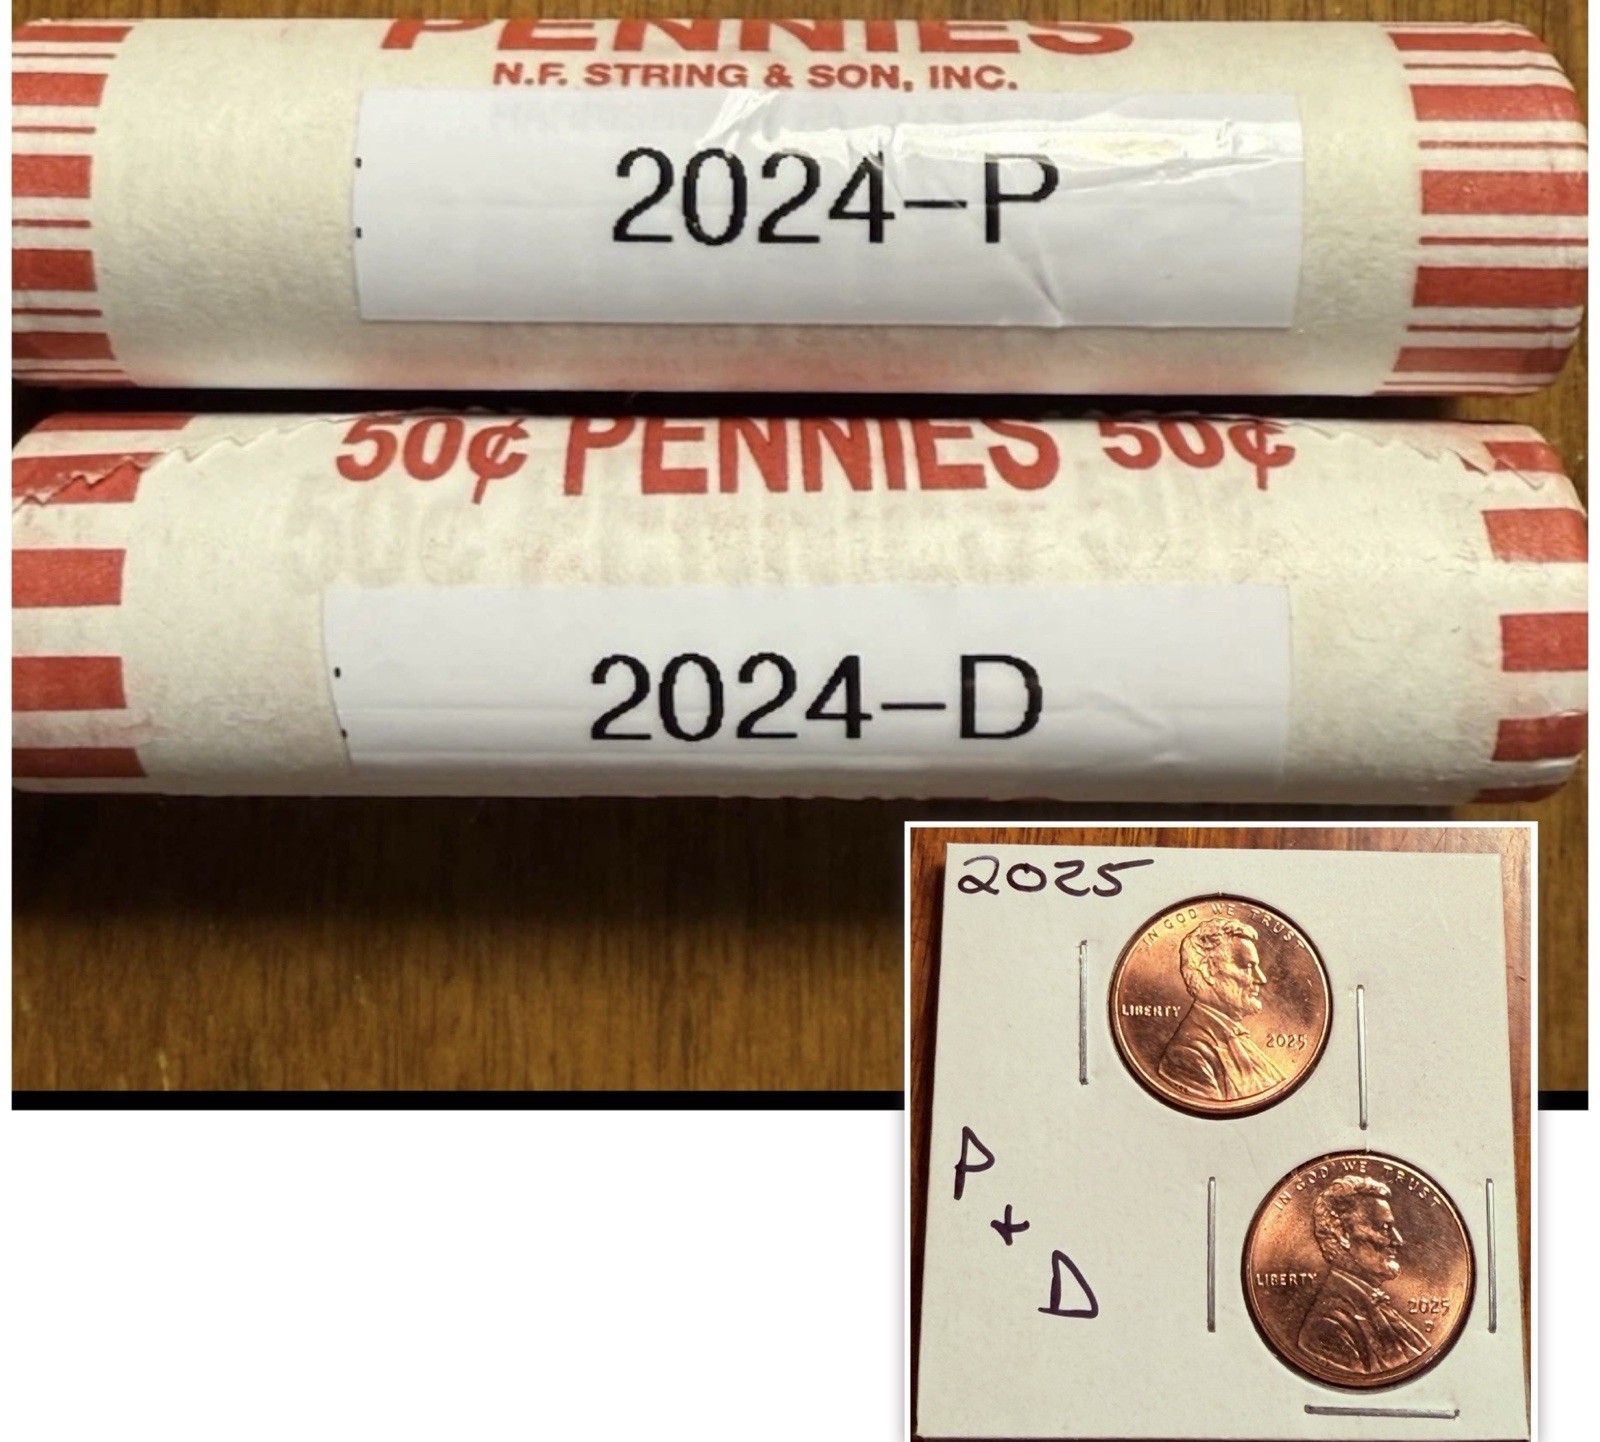 PENNIES
N.F. STRING & SON, INC.
2024-P
50¢ PENNIES 50¢
2024-D
2025
IN GOD WE TRUST
LIBERTY
2025
P
+
D
IN GOD WE TRUST
LIBERTY
2025
D